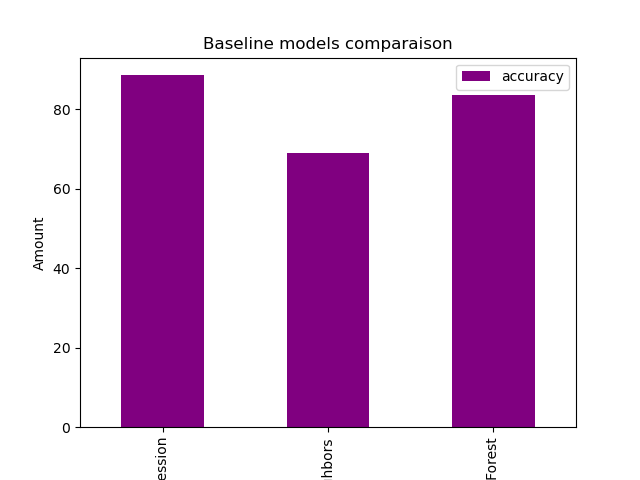 Baseline models comparaison
accuracy
Amount
80
60
40
20
0
ession
hbors
Forest